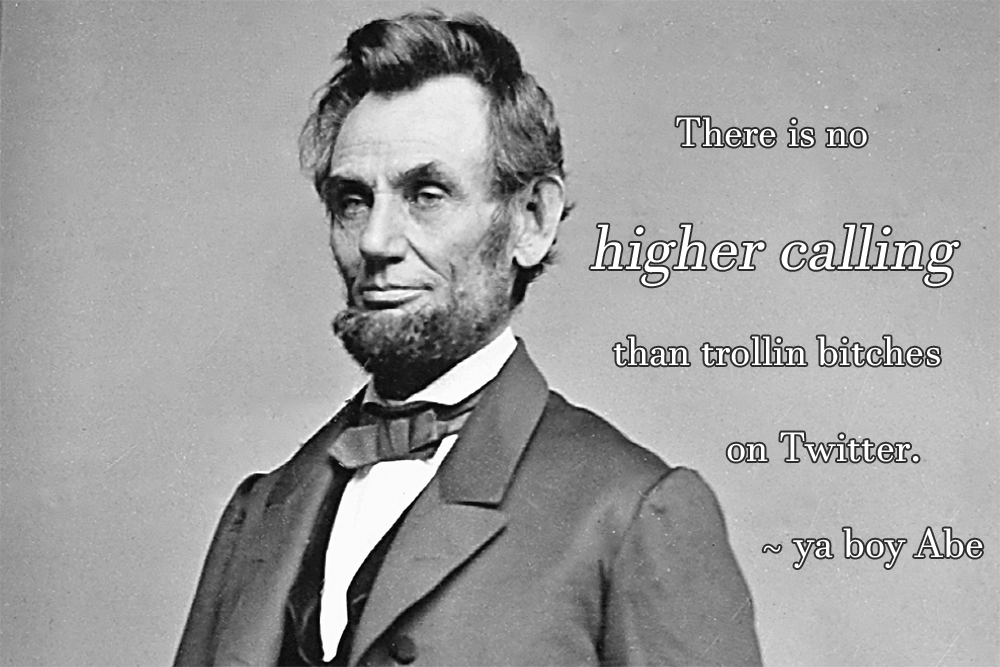 There is no
higher calling
than trollin bitches
on Twitter.
~ ya boy Abe